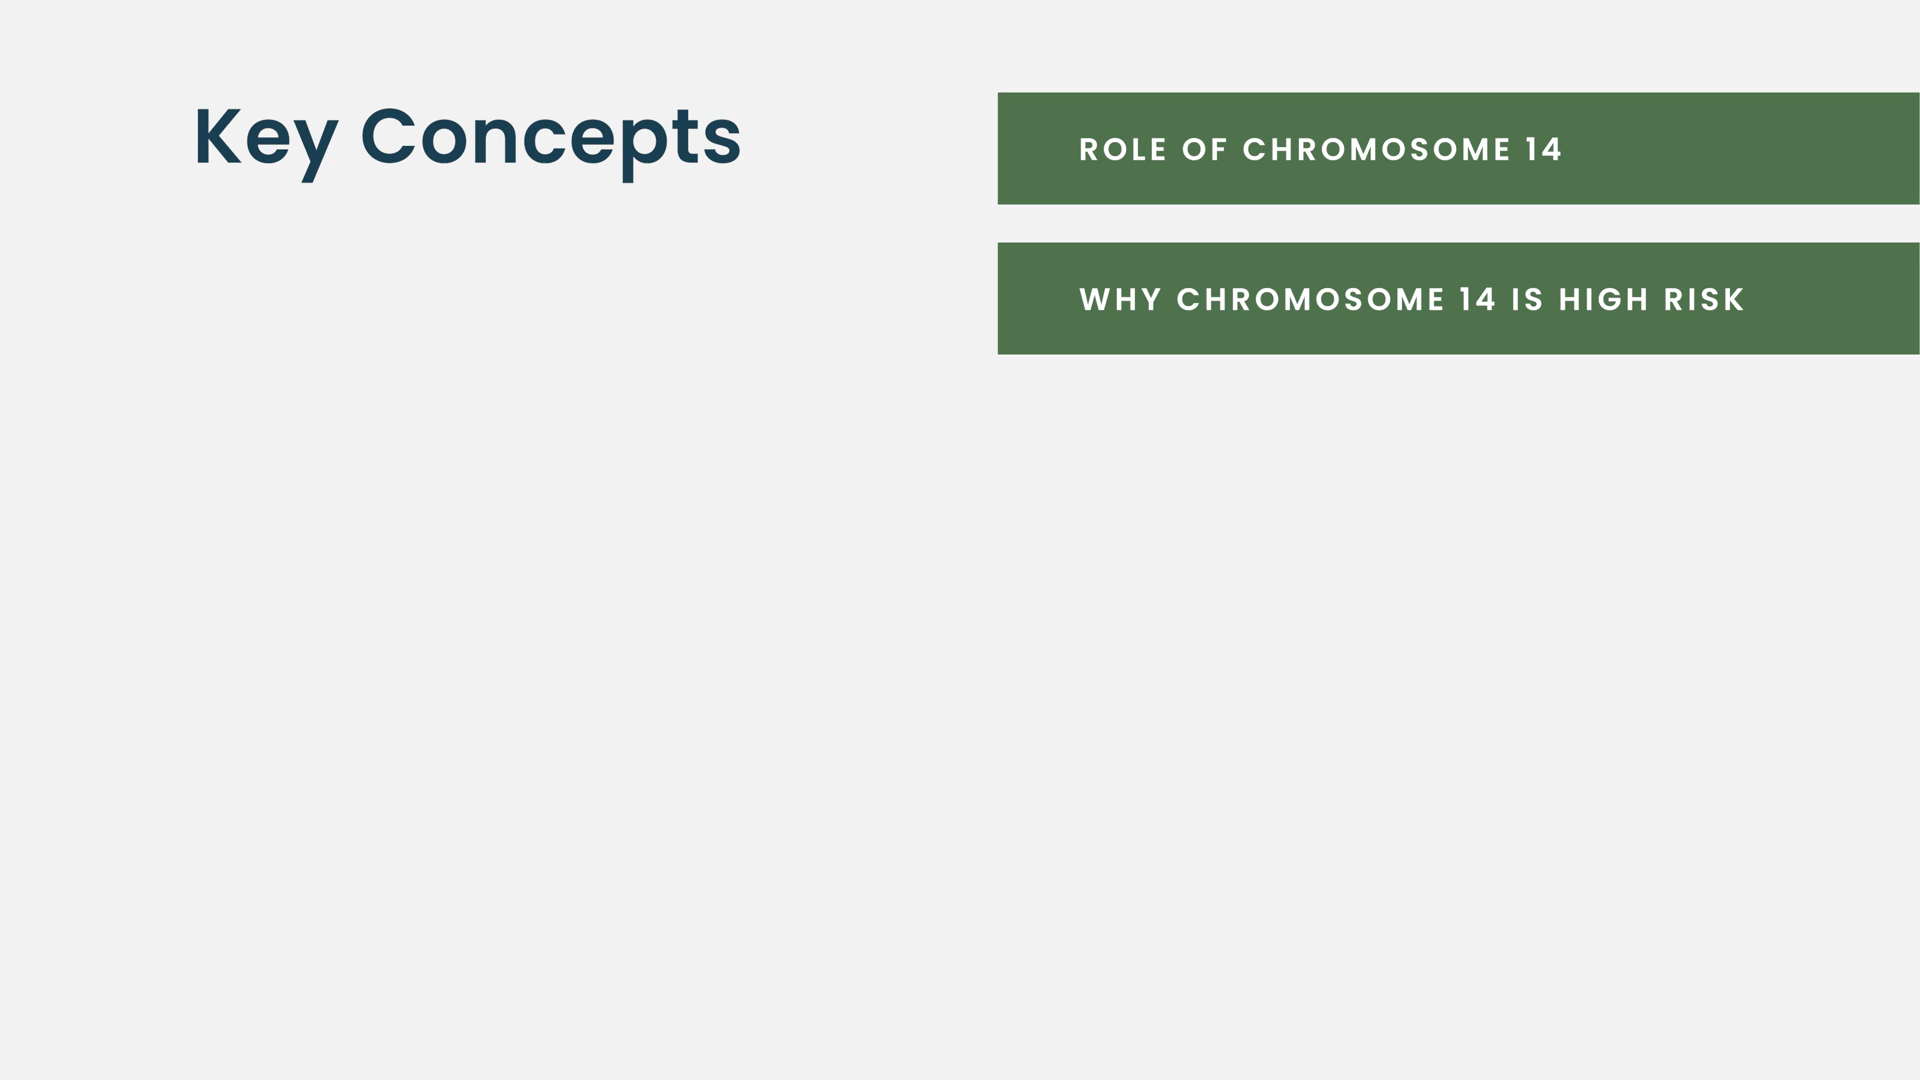 Key Concepts
ROLE OF CHROMOSOME 14
WHY CHROMOSOME 14 IS HIGH RISK